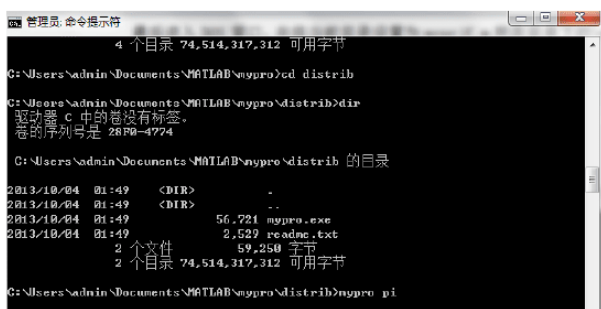 管理员: 命令提示符
4 个目录 74,514,317,312 可用字节
C:\Users\admin\Documents\MATLAB\mypro>cd distrib
C:\Users\admin\Documents\MATLAB\mypro\distrib>dir
驱动器 C 中的卷没有标签。
卷的序列号是 28F0-4774
C:\Users\admin\Documents\MATLAB\mypro\distrib 的目录
2013/10/04 01:49 <DIR> .
2013/10/04 01:49 <DIR> ..
2013/10/04 01:49 56,721 mypro.exe
2013/10/04 01:49 2,529 readme.txt
2 个文件 59,250 字节
2 个目录 74,514,317,312 可用字节
C:\Users\admin\Documents\MATLAB\mypro\distrib>mypro pi